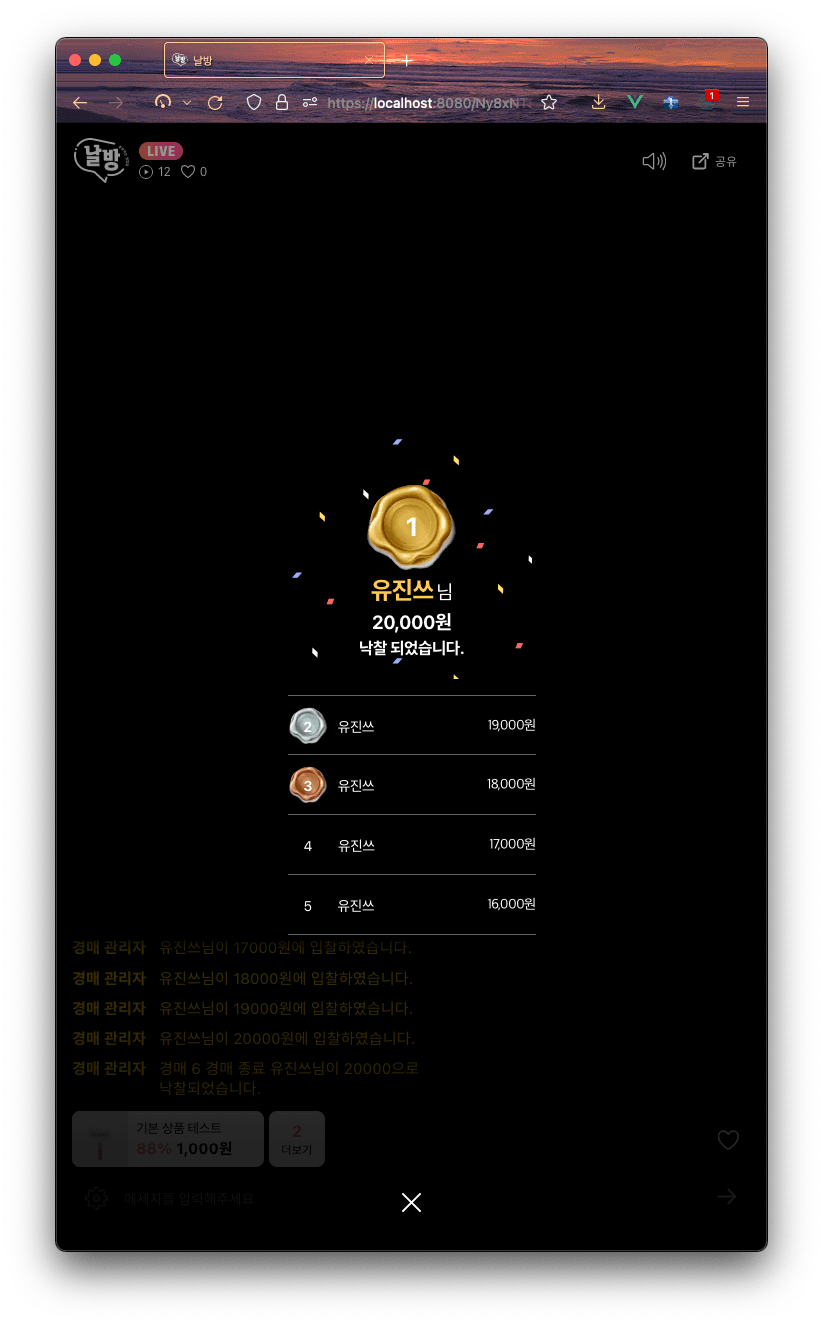 날방
https://localhost:8080/Ny8xNT
1
날방
LIVE
12
0
공유
1
유진쓰님
20,000원
낙찰 되었습니다.
2 유진쓰 19,000원
3 유진쓰 18,000원
4 유진쓰 17,000원
5 유진쓰 16,000원
경매 관리자 유진쓰님이 17000원에 입찰하였습니다.
경매 관리자 유진쓰님이 18000원에 입찰하였습니다.
경매 관리자 유진쓰님이 19000원에 입찰하였습니다.
경매 관리자 유진쓰님이 20000원에 입찰하였습니다.
경매 관리자 경매 6 경매 종료 유진쓰님이 20000으로
낙찰되었습니다.
기본 상품 테스트
88% 1,000원
2
더보기
메세지를 입력해주세요